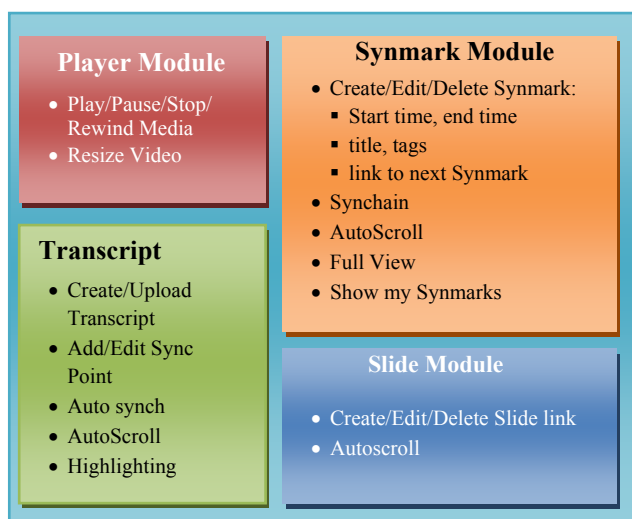 Player Module
• Play/Pause/Stop/
Rewind Media
• Resize Video
Synmark Module
• Create/Edit/Delete Synmark:
▪ Start time, end time
▪ title, tags
▪ link to next Synmark
• Synchain
• AutoScroll
• Full View
• Show my Synmarks
Transcript
• Create/Upload
Transcript
• Add/Edit Sync
Point
• Auto synch
• AutoScroll
• Highlighting
Slide Module
• Create/Edit/Delete Slide link
• Autoscroll